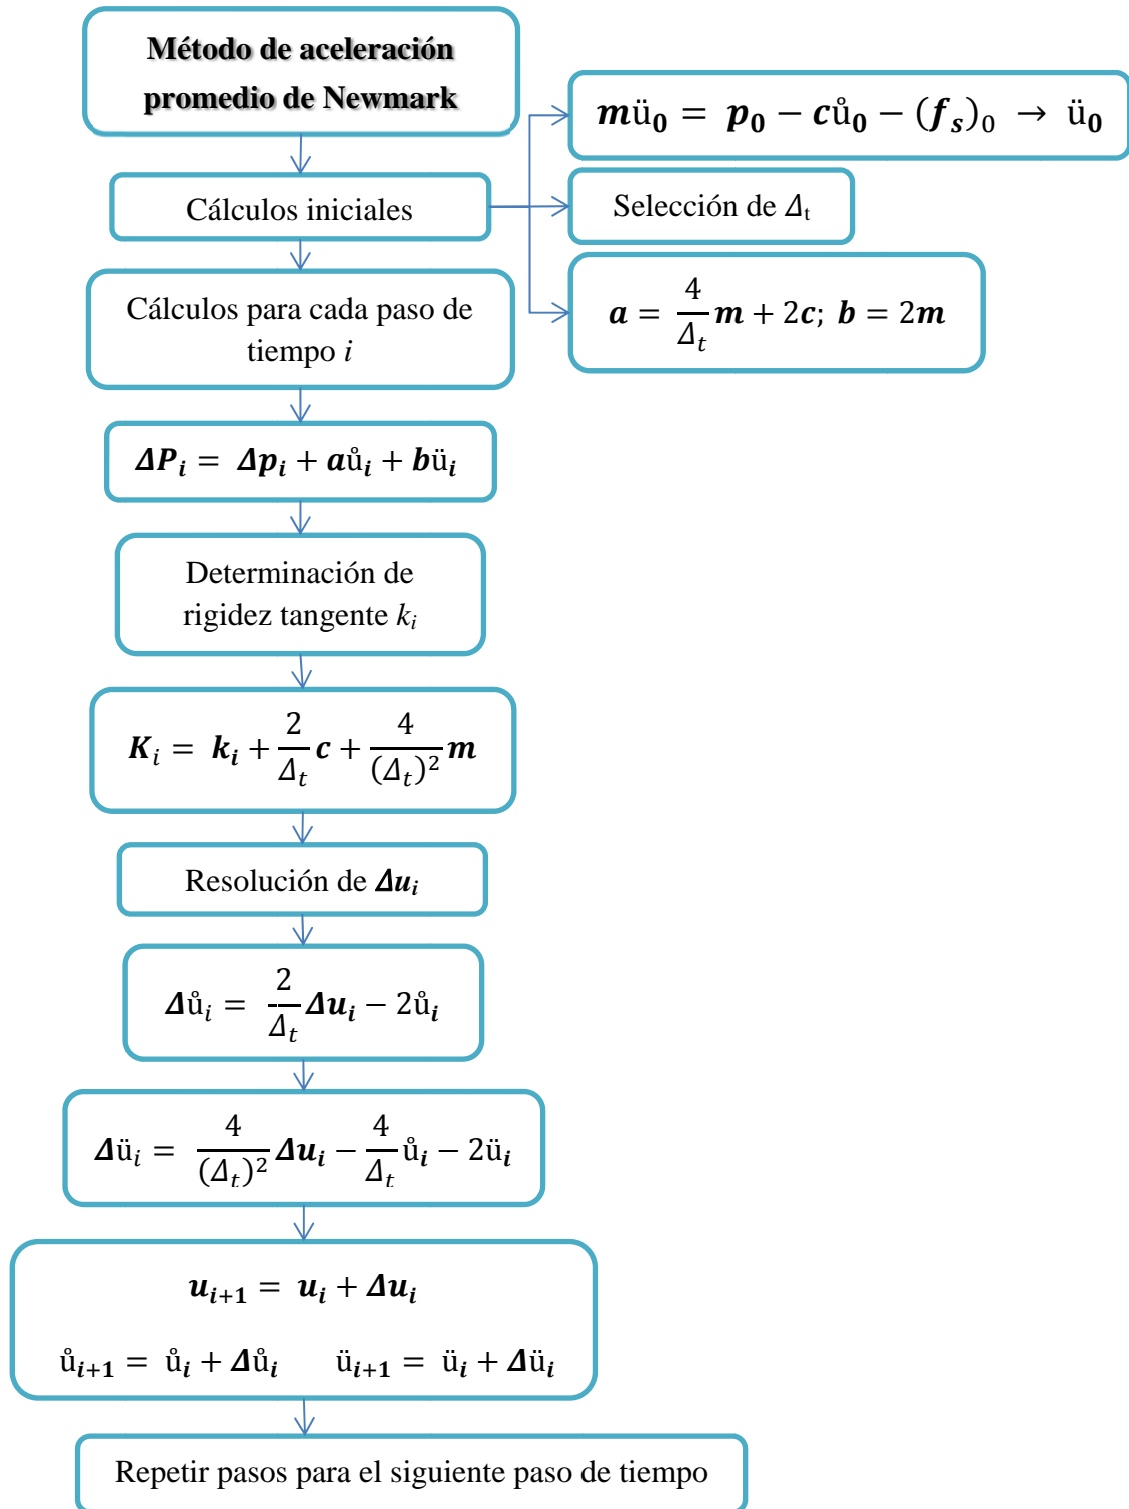 Método de aceleración
promedio de Newmark
mü₀ = p₀ − ců₀ − (fₛ)₀ → ü₀
Cálculos iniciales
Selección de Δₜ
a = 4/Δₜ m + 2c; b = 2m
Cálculos para cada paso de
tiempo i
ΔPᵢ = Δpᵢ + aůᵢ + büᵢ
Determinación de
rigidez tangente kᵢ
Kᵢ = kᵢ + 2/Δₜ c + 4/(Δₜ)² m
Resolución de Δuᵢ
Δůᵢ = 2/Δₜ Δuᵢ − 2ůᵢ
Δüᵢ = 4/(Δₜ)² Δuᵢ − 4/Δₜ ůᵢ − 2üᵢ
uᵢ₊₁ = uᵢ + Δuᵢ
ůᵢ₊₁ = ůᵢ + Δůᵢ üᵢ₊₁ = üᵢ + Δüᵢ
Repetir pasos para el siguiente paso de tiempo